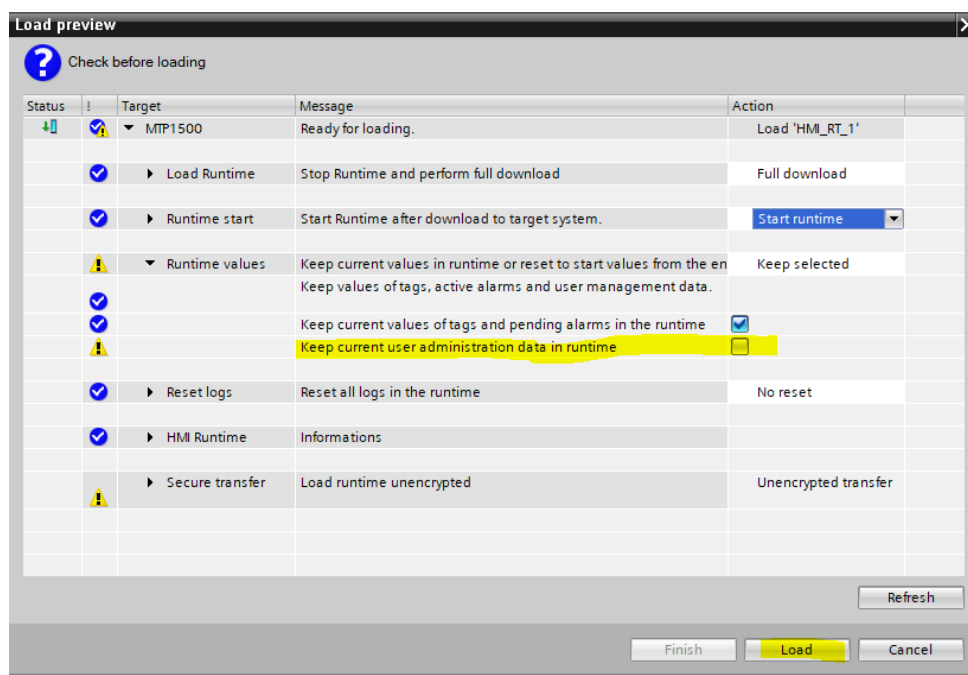 Load preview
Check before loading
Status ! Target Message Action
MTP1500 Ready for loading. Load 'HMI_RT_1'
Load Runtime Stop Runtime and perform full download Full download
Runtime start Start Runtime after download to target system. Start runtime
Runtime values Keep current values in runtime or reset to start values from the en Keep selected
Keep values of tags, active alarms and user management data.
Keep current values of tags and pending alarms in the runtime
Keep current user administration data in runtime
Reset logs Reset all logs in the runtime No reset
HMI Runtime Informations
Secure transfer Load runtime unencrypted Unencrypted transfer
Refresh
Finish Load Cancel